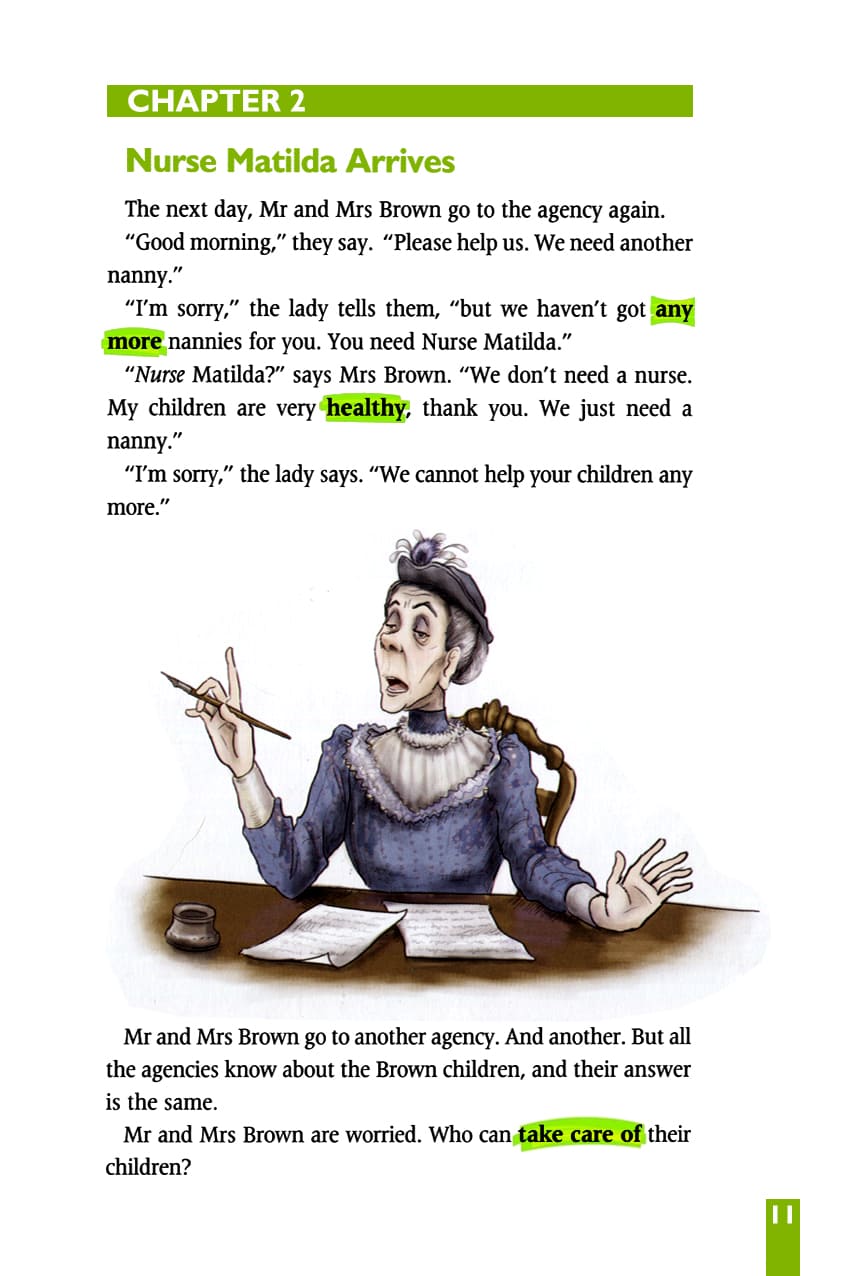 CHAPTER 2
Nurse Matilda Arrives
The next day, Mr and Mrs Brown go to the agency again.
“Good morning,” they say. “Please help us. We need another
nanny.”
“I’m sorry,” the lady tells them, “but we haven’t got any
more nannies for you. You need Nurse Matilda.”
“Nurse Matilda?” says Mrs Brown. “We don’t need a nurse.
My children are very healthy, thank you. We just need a
nanny.”
“I’m sorry,” the lady says. “We cannot help your children any
more.”
Mr and Mrs Brown go to another agency. And another. But all
the agencies know about the Brown children, and their answer
is the same.
Mr and Mrs Brown are worried. Who can take care of their
children?
11